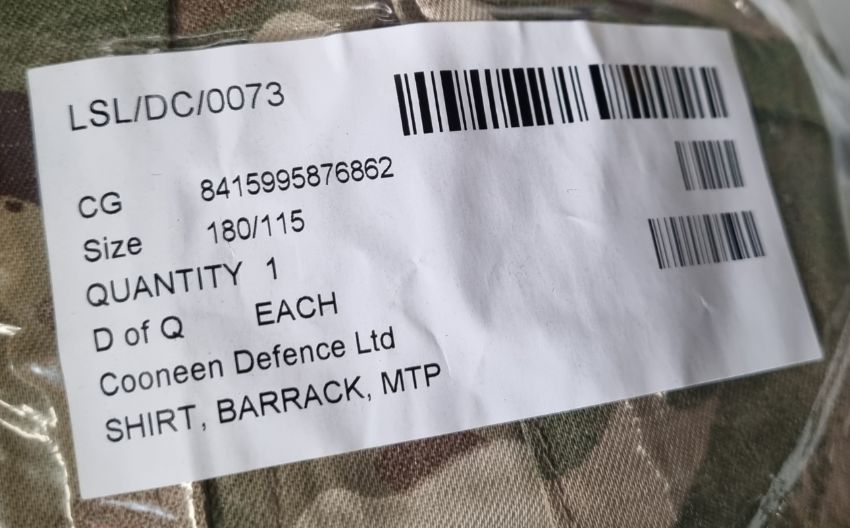 LSL/DC/0073
CG 8415995876862
Size 180/115
QUANTITY 1
D of Q EACH
Cooneen Defence Ltd
SHIRT, BARRACK, MTP